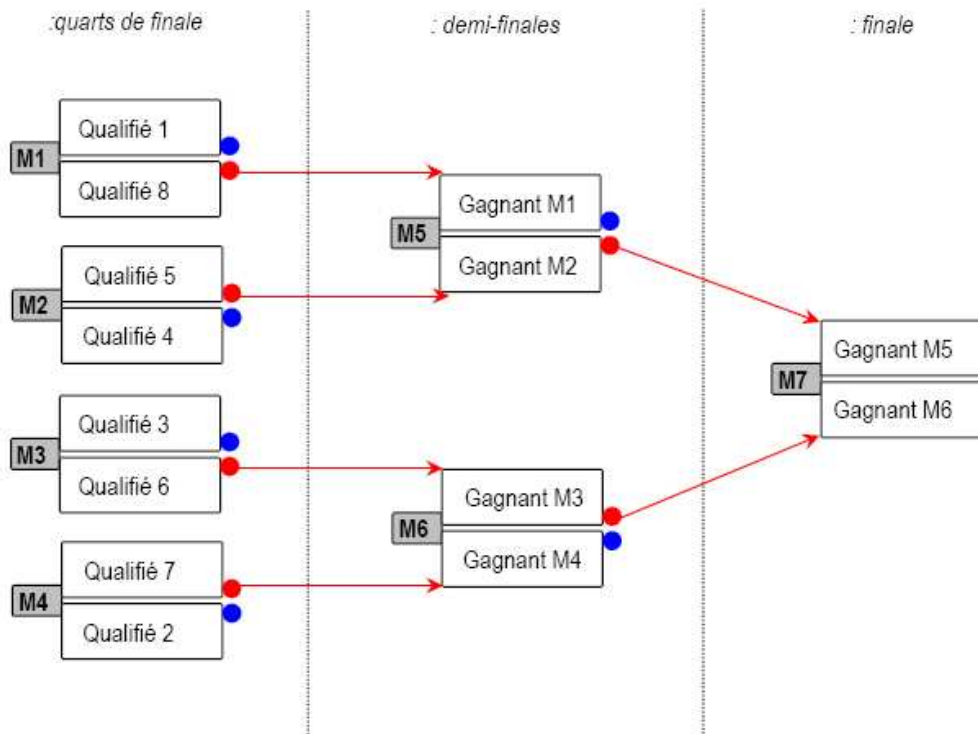 :quarts de finale
: demi-finales
: finale
Qualifié 1
M1
Qualifié 8
Qualifié 5
M2
Qualifié 4
Qualifié 3
M3
Qualifié 6
Qualifié 7
M4
Qualifié 2
Gagnant M1
M5
Gagnant M2
Gagnant M3
M6
Gagnant M4
Gagnant M5
M7
Gagnant M6